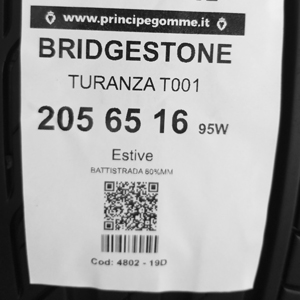 www.principegomme.it
BRIDGESTONE
TURANZA T001
205 65 16 95W
Estive
BATTISTRADA 80%MM
Cod: 4802 - 19D